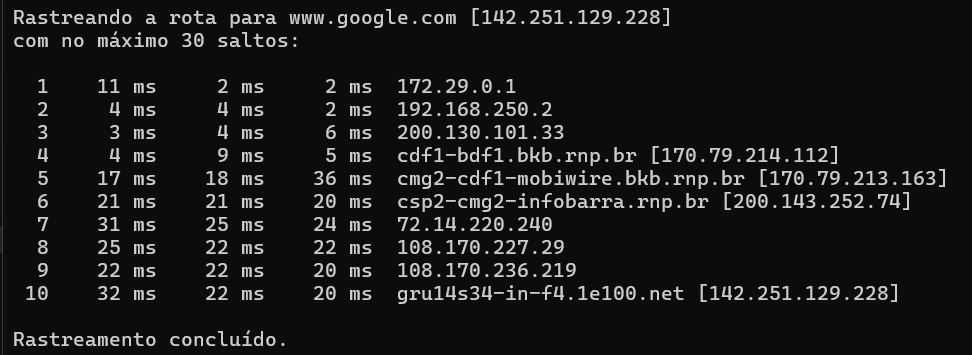 Rastreando a rota para www.google.com [142.251.129.228]
com no máximo 30 saltos:
1 11 ms 2 ms 2 ms 172.29.0.1
2 4 ms 4 ms 2 ms 192.168.250.2
3 3 ms 4 ms 6 ms 200.130.101.33
4 4 ms 9 ms 5 ms cdf1-bdf1.bkb.rnp.br [170.79.214.112]
5 17 ms 18 ms 36 ms cmg2-cdf1-mobiwire.bkb.rnp.br [170.79.213.163]
6 21 ms 21 ms 20 ms csp2-cmg2-infobarra.rnp.br [200.143.252.74]
7 31 ms 25 ms 24 ms 72.14.220.240
8 25 ms 22 ms 22 ms 108.170.227.29
9 22 ms 22 ms 20 ms 108.170.236.219
10 32 ms 22 ms 20 ms gru14s34-in-f4.1e100.net [142.251.129.228]
Rastreamento concluído.